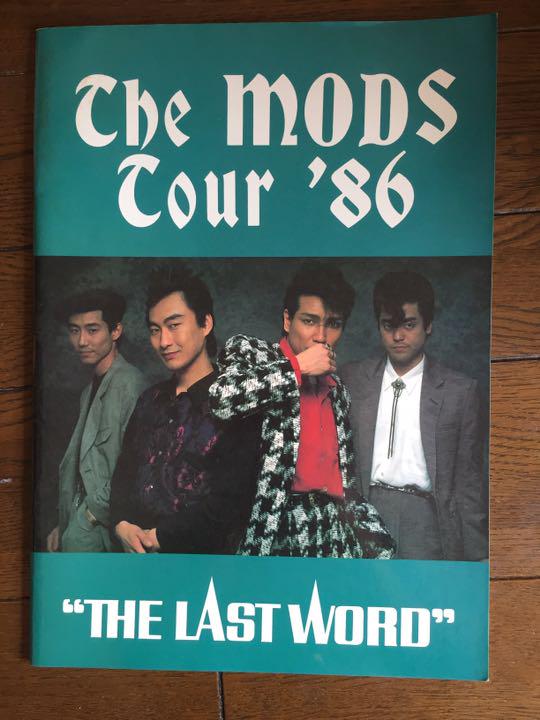 The MODS
Tour '86
“THE LAST WORD”